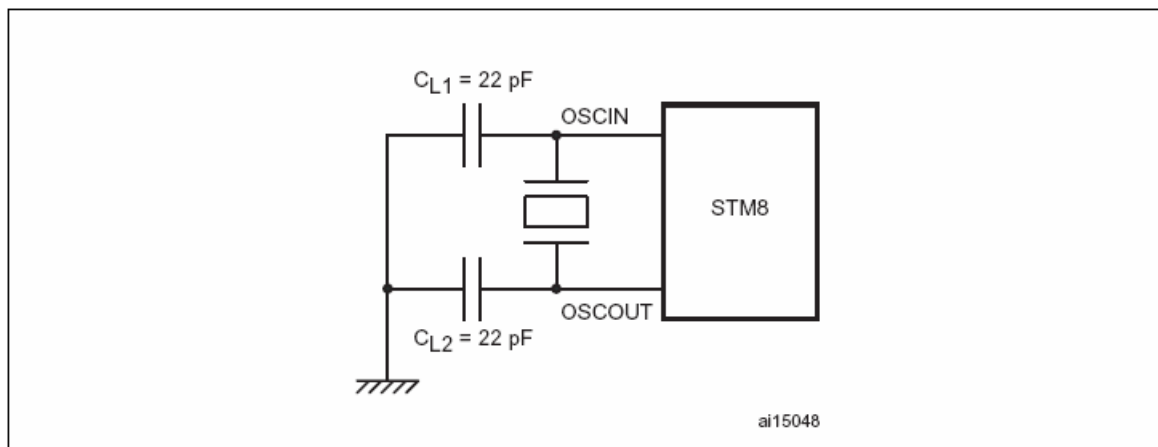 CL1 = 22 pF
OSCIN
STM8
OSCOUT
CL2 = 22 pF
ai15048